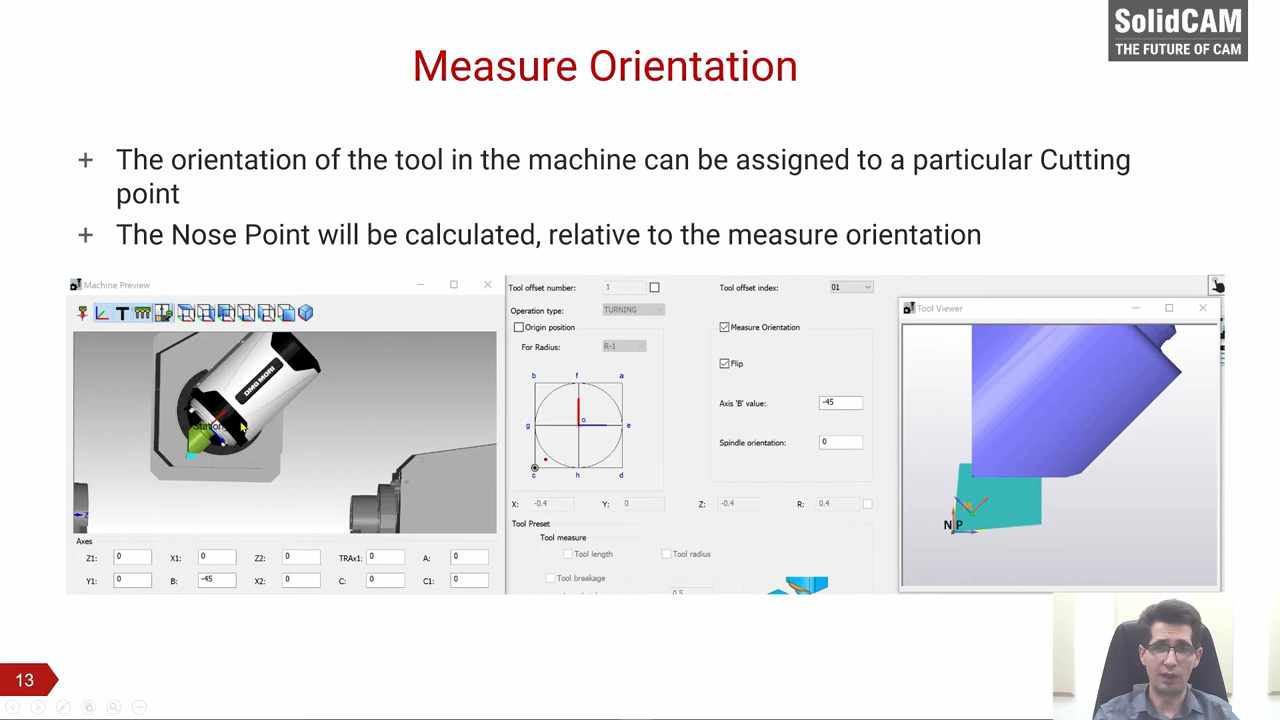 SolidCAM
THE FUTURE OF CAM
Measure Orientation
+ The orientation of the tool in the machine can be assigned to a particular Cutting
point
+ The Nose Point will be calculated, relative to the measure orientation
Machine Preview
DMG MORI
Station
Z
Axes
Z1: 0 X1: 0 Z2: 0 TRAx1: 0 A: 0
Y1: 0 B: -45 X2: 0 C: 0 C1: 0
Tool offset number: 1
Operation type: TURNING
Origin position
For Radius: R-1
b f a
g o e
c h d
X: -0.4 Y: 0 Z: -0.4 R: 0.4
Tool Preset
Tool measure
Tool length Tool radius
Tool breakage
0.5
Tool offset index: 01
Measure Orientation
Flip
Axis 'B' value: -45
Spindle orientation: 0
Tool Viewer
M
N P
13